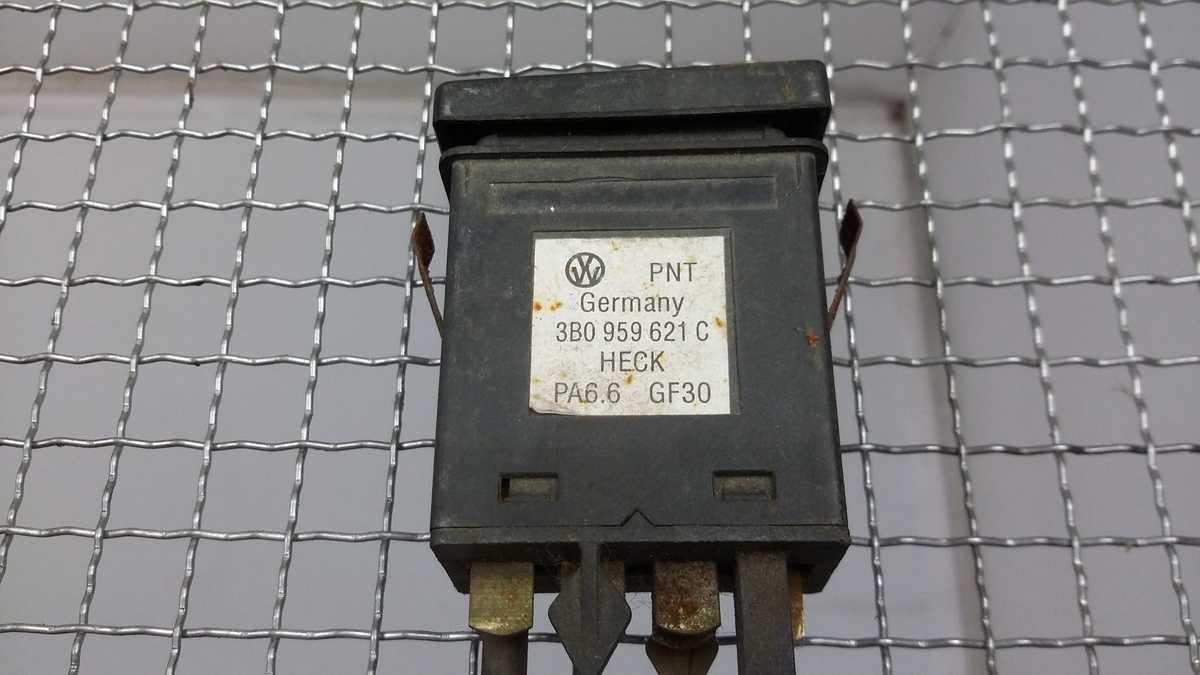 PNT
Germany
3B0 959 621 C
HECK
PA6.6 GF30